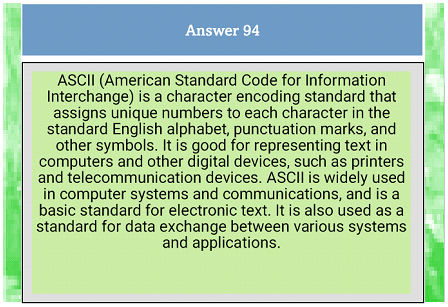 Answer 94
ASCII (American Standard Code for Information
Interchange) is a character encoding standard that
assigns unique numbers to each character in the
standard English alphabet, punctuation marks, and
other symbols. It is good for representing text in
computers and other digital devices, such as printers
and telecommunication devices. ASCII is widely used
in computer systems and communications, and is a
basic standard for electronic text. It is also used as a
standard for data exchange between various systems
and applications.